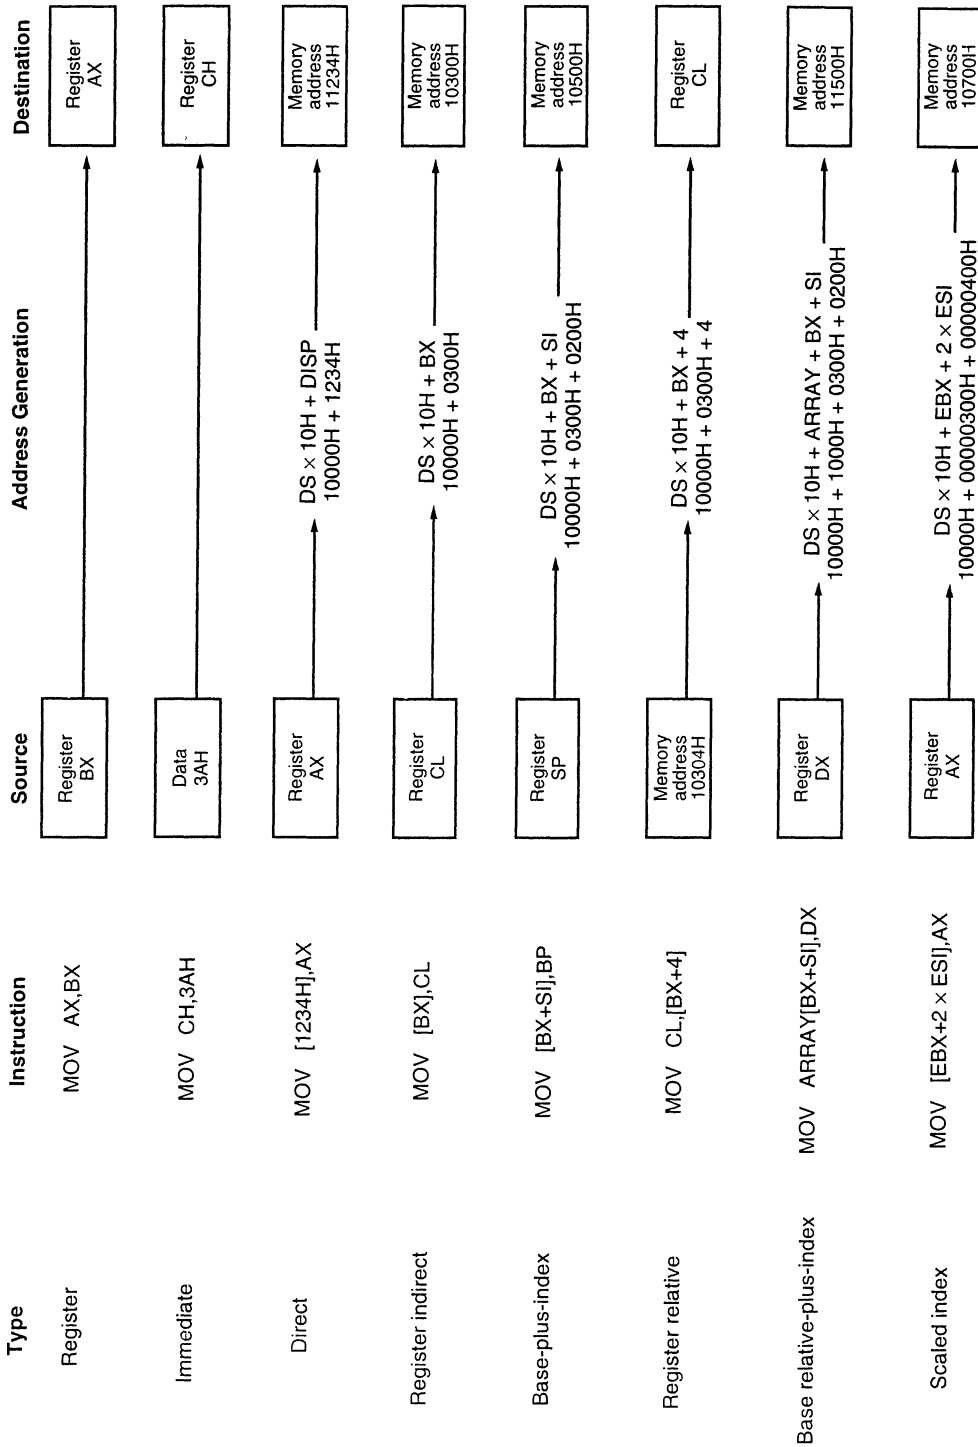 Type Instruction Source Address Generation Destination
Register MOV AX,BX Register
BX
Register
AX
Immediate MOV CH,3AH Data
3AH
Register
CH
Direct MOV [1234H],AX Register
AX
DS × 10H + DISP
10000H + 1234H
Memory
address
11234H
Register indirect MOV [BX],CL Register
CL
DS × 10H + BX
10000H + 0300H
Memory
address
10300H
Base-plus-index MOV [BX+SI],BP Register
SP
DS × 10H + BX + SI
10000H + 0300H + 0200H
Memory
address
10500H
Register relative MOV CL,[BX+4] Memory
address
10304H
DS × 10H + BX + 4
10000H + 0300H + 4
Register
CL
Base relative-plus-index MOV ARRAY[BX+SI],DX Register
DX
DS × 10H + ARRAY + BX + SI
10000H + 1000H + 0300H + 0200H
Memory
address
11500H
Scaled index MOV [EBX+2 × ESI],AX Register
AX
DS × 10H + EBX + 2 × ESI
10000H + 00000300H + 00000400H
Memory
address
10700H